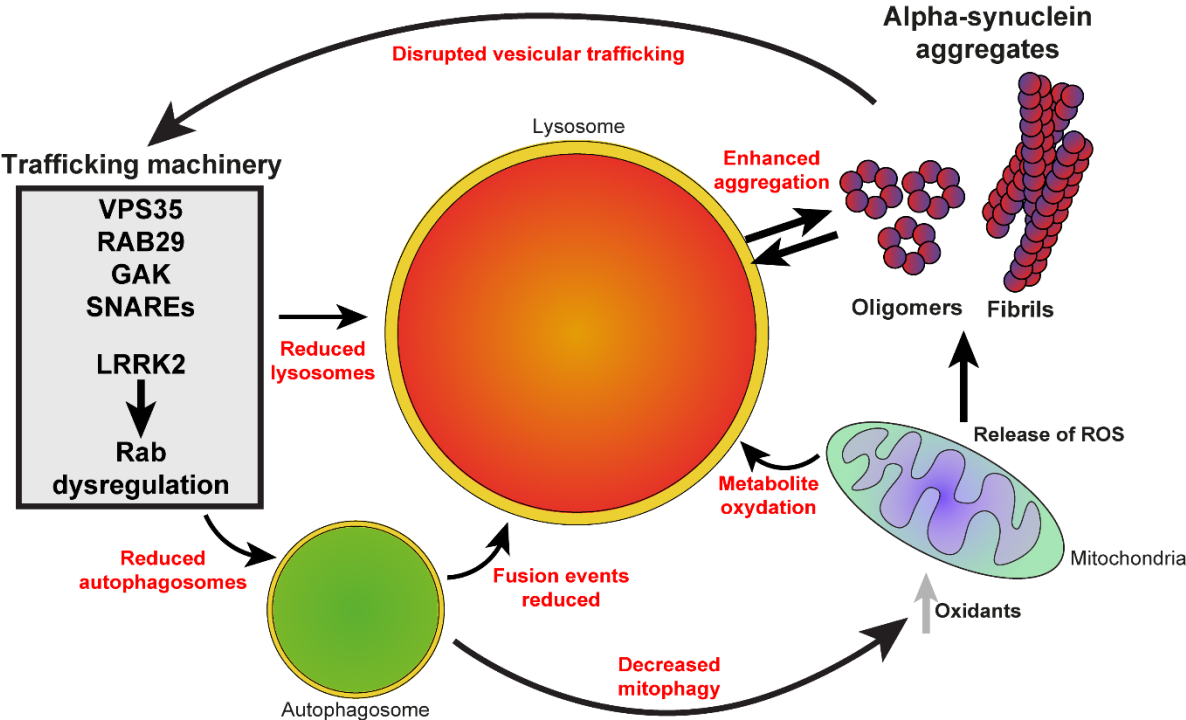 Alpha-synuclein
aggregates
Disrupted vesicular trafficking
Lysosome
Trafficking machinery
Enhanced
aggregation
VPS35
RAB29
GAK
SNAREs
LRRK2
Rab
dysregulation
Reduced
lysosomes
Oligomers
Fibrils
Release of ROS
Metabolite
oxydation
Mitochondria
Reduced
autophagosomes
Fusion events
reduced
Oxidants
Decreased
mitophagy
Autophagosome